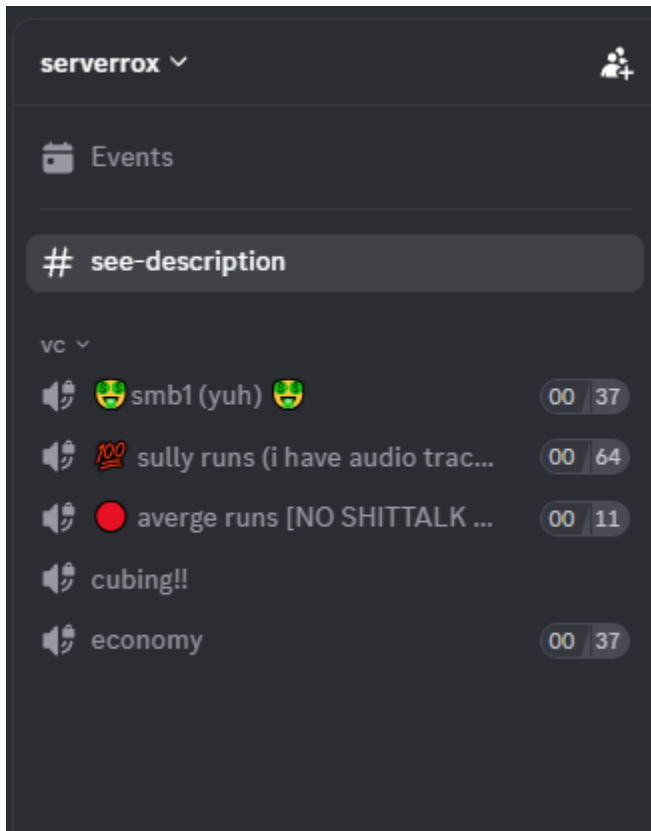 serverrox
Events
# see-description
vc
🤑smb1 (yuh) 🤑 00 37
💯 sully runs (i have audio trac... 00 64
🔴 averge runs [NO SHITTALK ... 00 11
cubing!!
economy 00 37